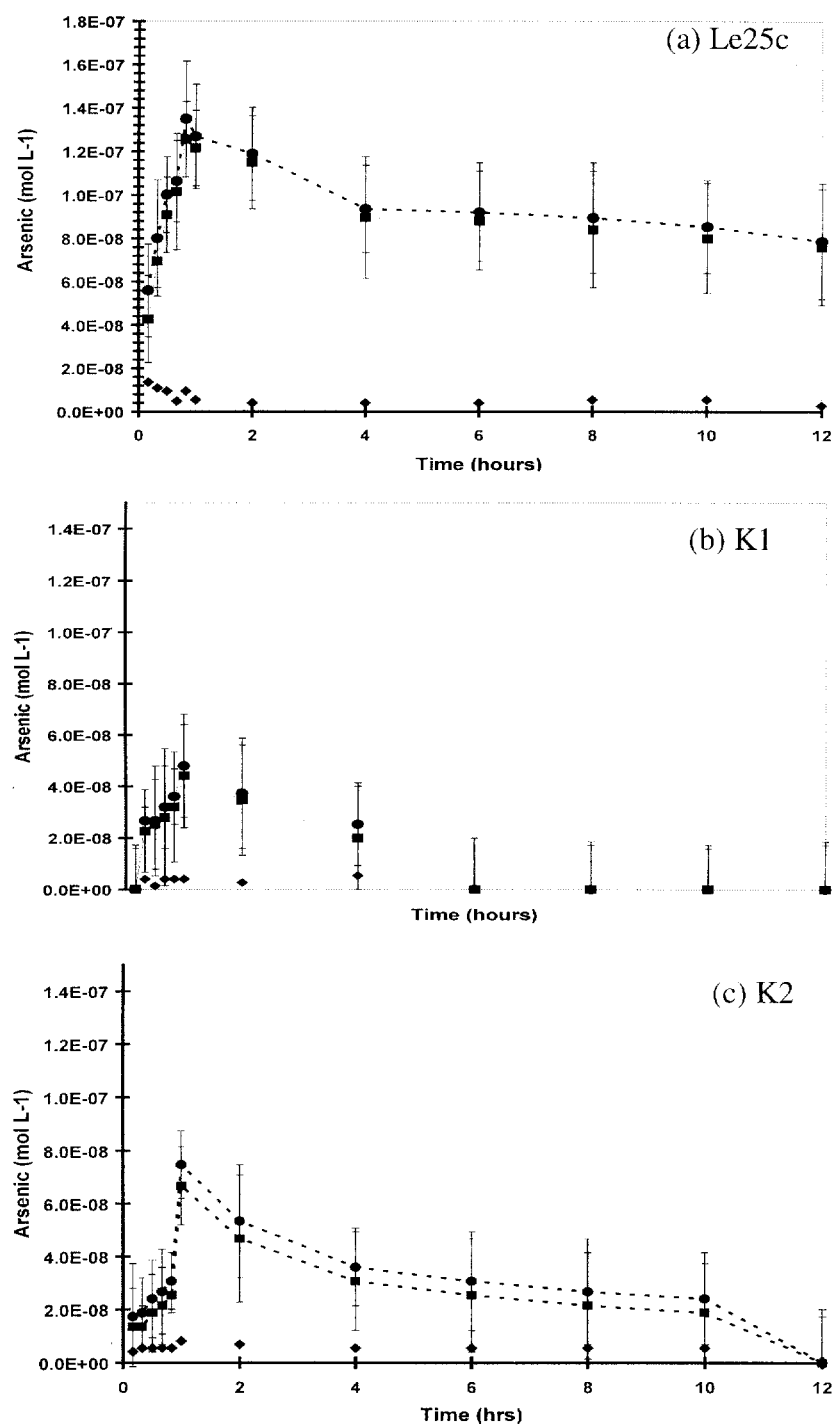 (a) Le25c
1.8E-07
1.6E-07
1.4E-07
1.2E-07
1.0E-07
8.0E-08
6.0E-08
4.0E-08
2.0E-08
0.0E+00
Arsenic (mol L-1)
0 2 4 6 8 10 12
Time (hours)
(b) K1
1.4E-07
1.2E-07
1.0E-07
8.0E-08
6.0E-08
4.0E-08
2.0E-08
0.0E+00
Arsenic (mol L-1)
Time (hours)
(c) K2
1.4E-07
1.2E-07
1.0E-07
8.0E-08
6.0E-08
4.0E-08
2.0E-08
0.0E+00
Arsenic (mol L-1)
0 2 4 6 8 10 12
Time (hrs)